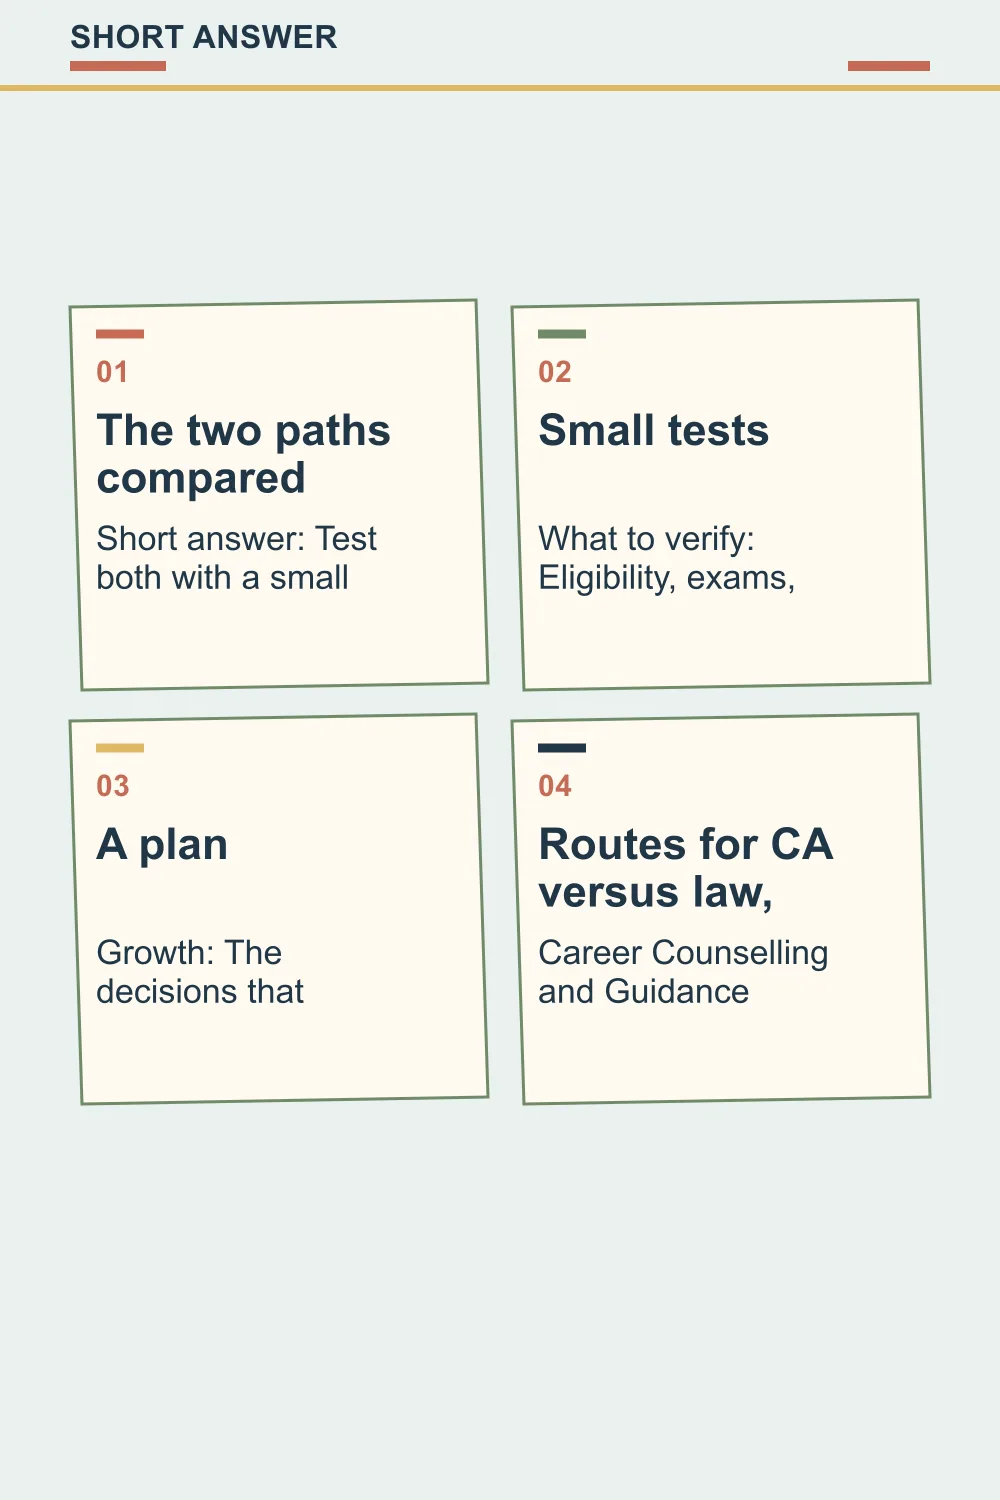 SHORT ANSWER
01
The two paths
compared
Short answer: Test
both with a small
02
Small tests
What to verify:
Eligibility, exams,
03
A plan
Growth: The
decisions that
04
Routes for CA
versus law,
Career Counselling
and Guidance